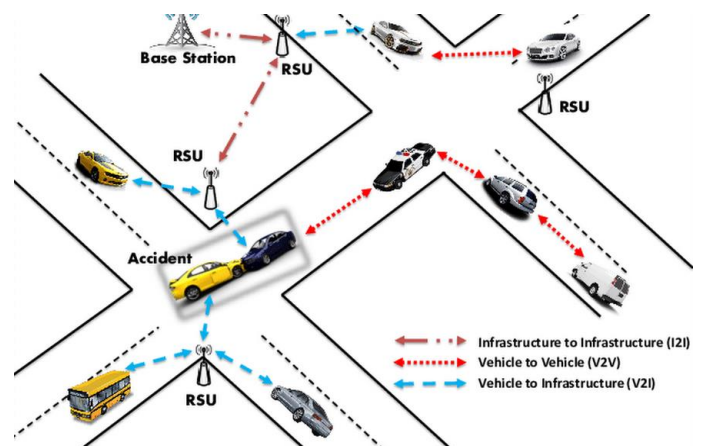 Base Station
RSU
RSU
RSU
Accident
Infrastructure to Infrastructure (I2I)
Vehicle to Vehicle (V2V)
Vehicle to Infrastructure (V2I)
RSU